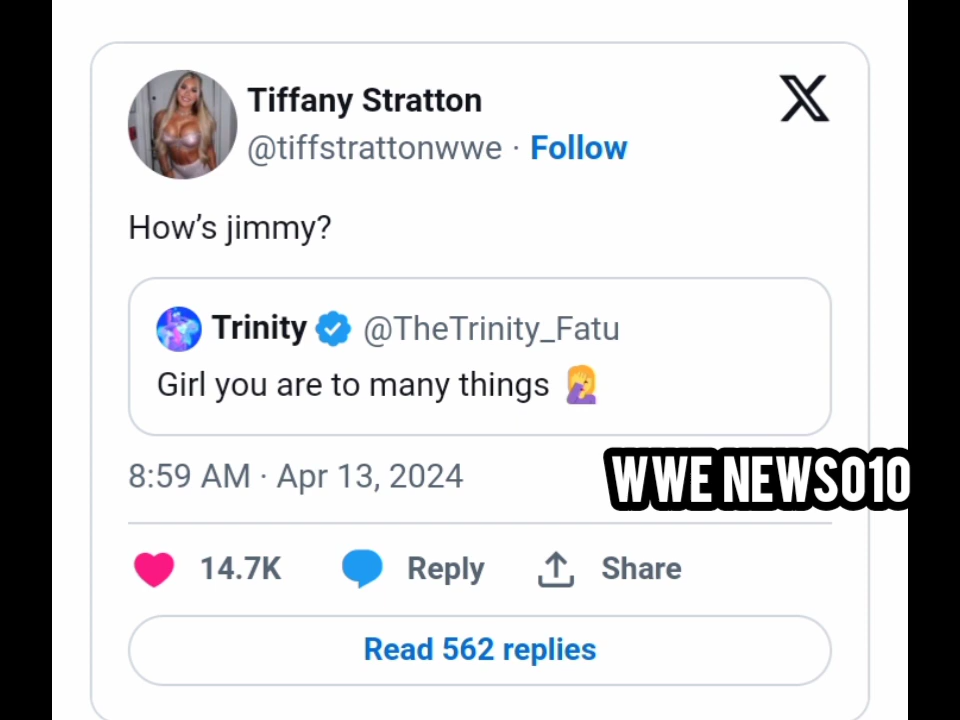 Tiffany Stratton
@tiffstrattonwwe · Follow
How’s jimmy?
Trinity @TheTrinity_Fatu
Girl you are to many things 🤦‍♀️
8:59 AM · Apr 13, 2024
WWE NEWS010
14.7K Reply Share
Read 562 replies